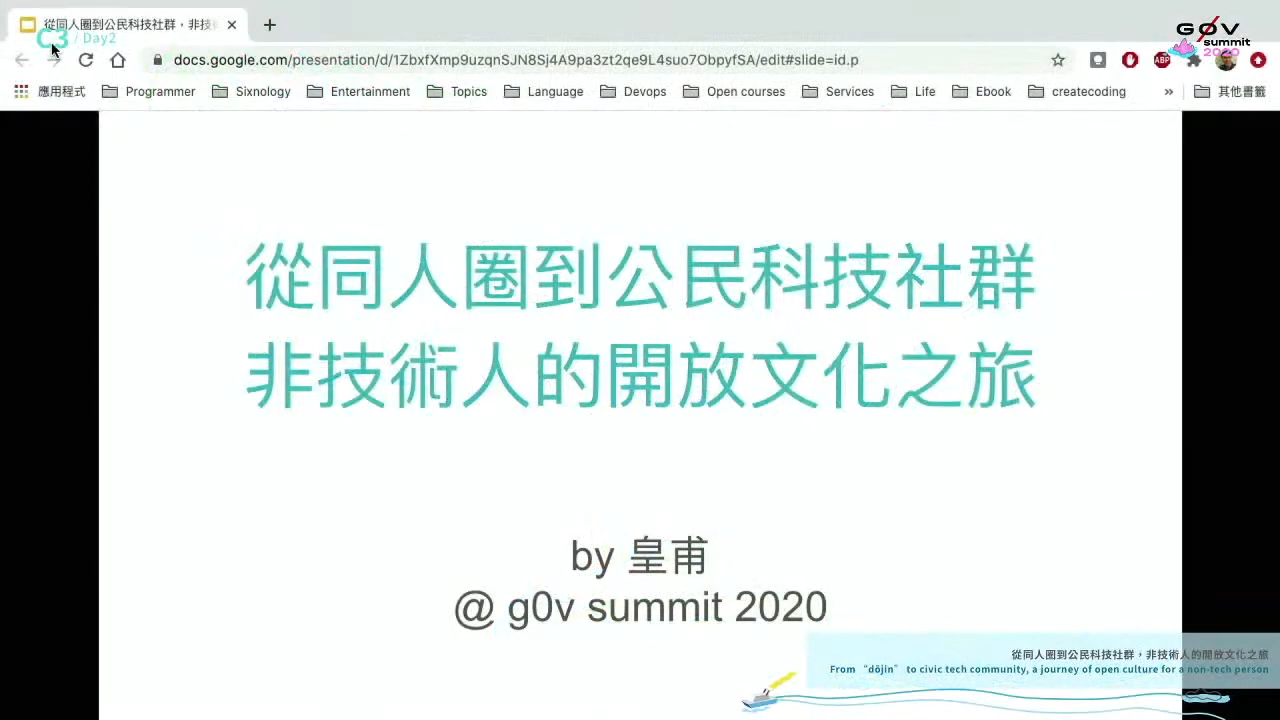 從同人圈到公民科技社群，非技
C3 / Day2
docs.google.com/presentation/d/1ZbxfXmp9uzqnSJN8Sj4A9pa3zt2qe9L4suo7ObpyfSA/edit#slide=id.p
ABP
GØV
summit
2020
應用程式 Programmer Sixnology Entertainment Topics Language Devops Open courses Services Life Ebook createcoding » 其他書籤
從同人圈到公民科技社群
非技術人的開放文化之旅
by 皇甫
@ g0v summit 2020
從同人圈到公民科技社群，非技術人的開放文化之旅
From “dōjin” to civic tech community, a journey of open culture for a non-tech person